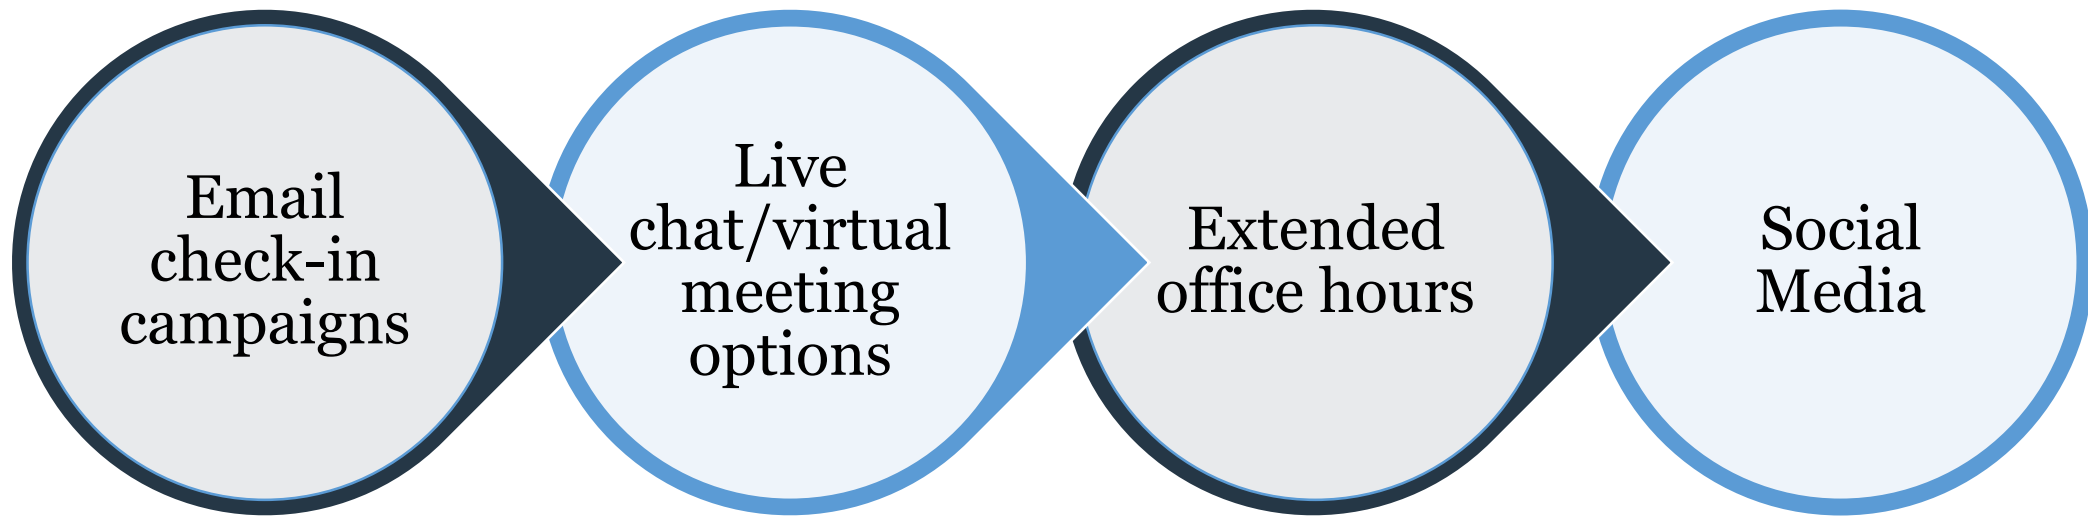 Email
check-in
campaigns
Live
chat/virtual
meeting
options
Extended
office hours
Social
Media